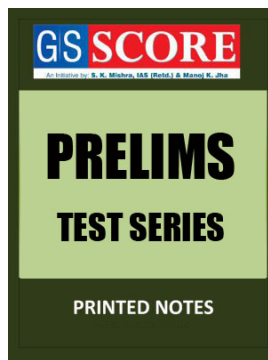 GS SCORE
An Initiative by: S. K. Mishra, IAS (Retd.) & Manoj K. Jha
PRELIMS
TEST SERIES
PRINTED NOTES